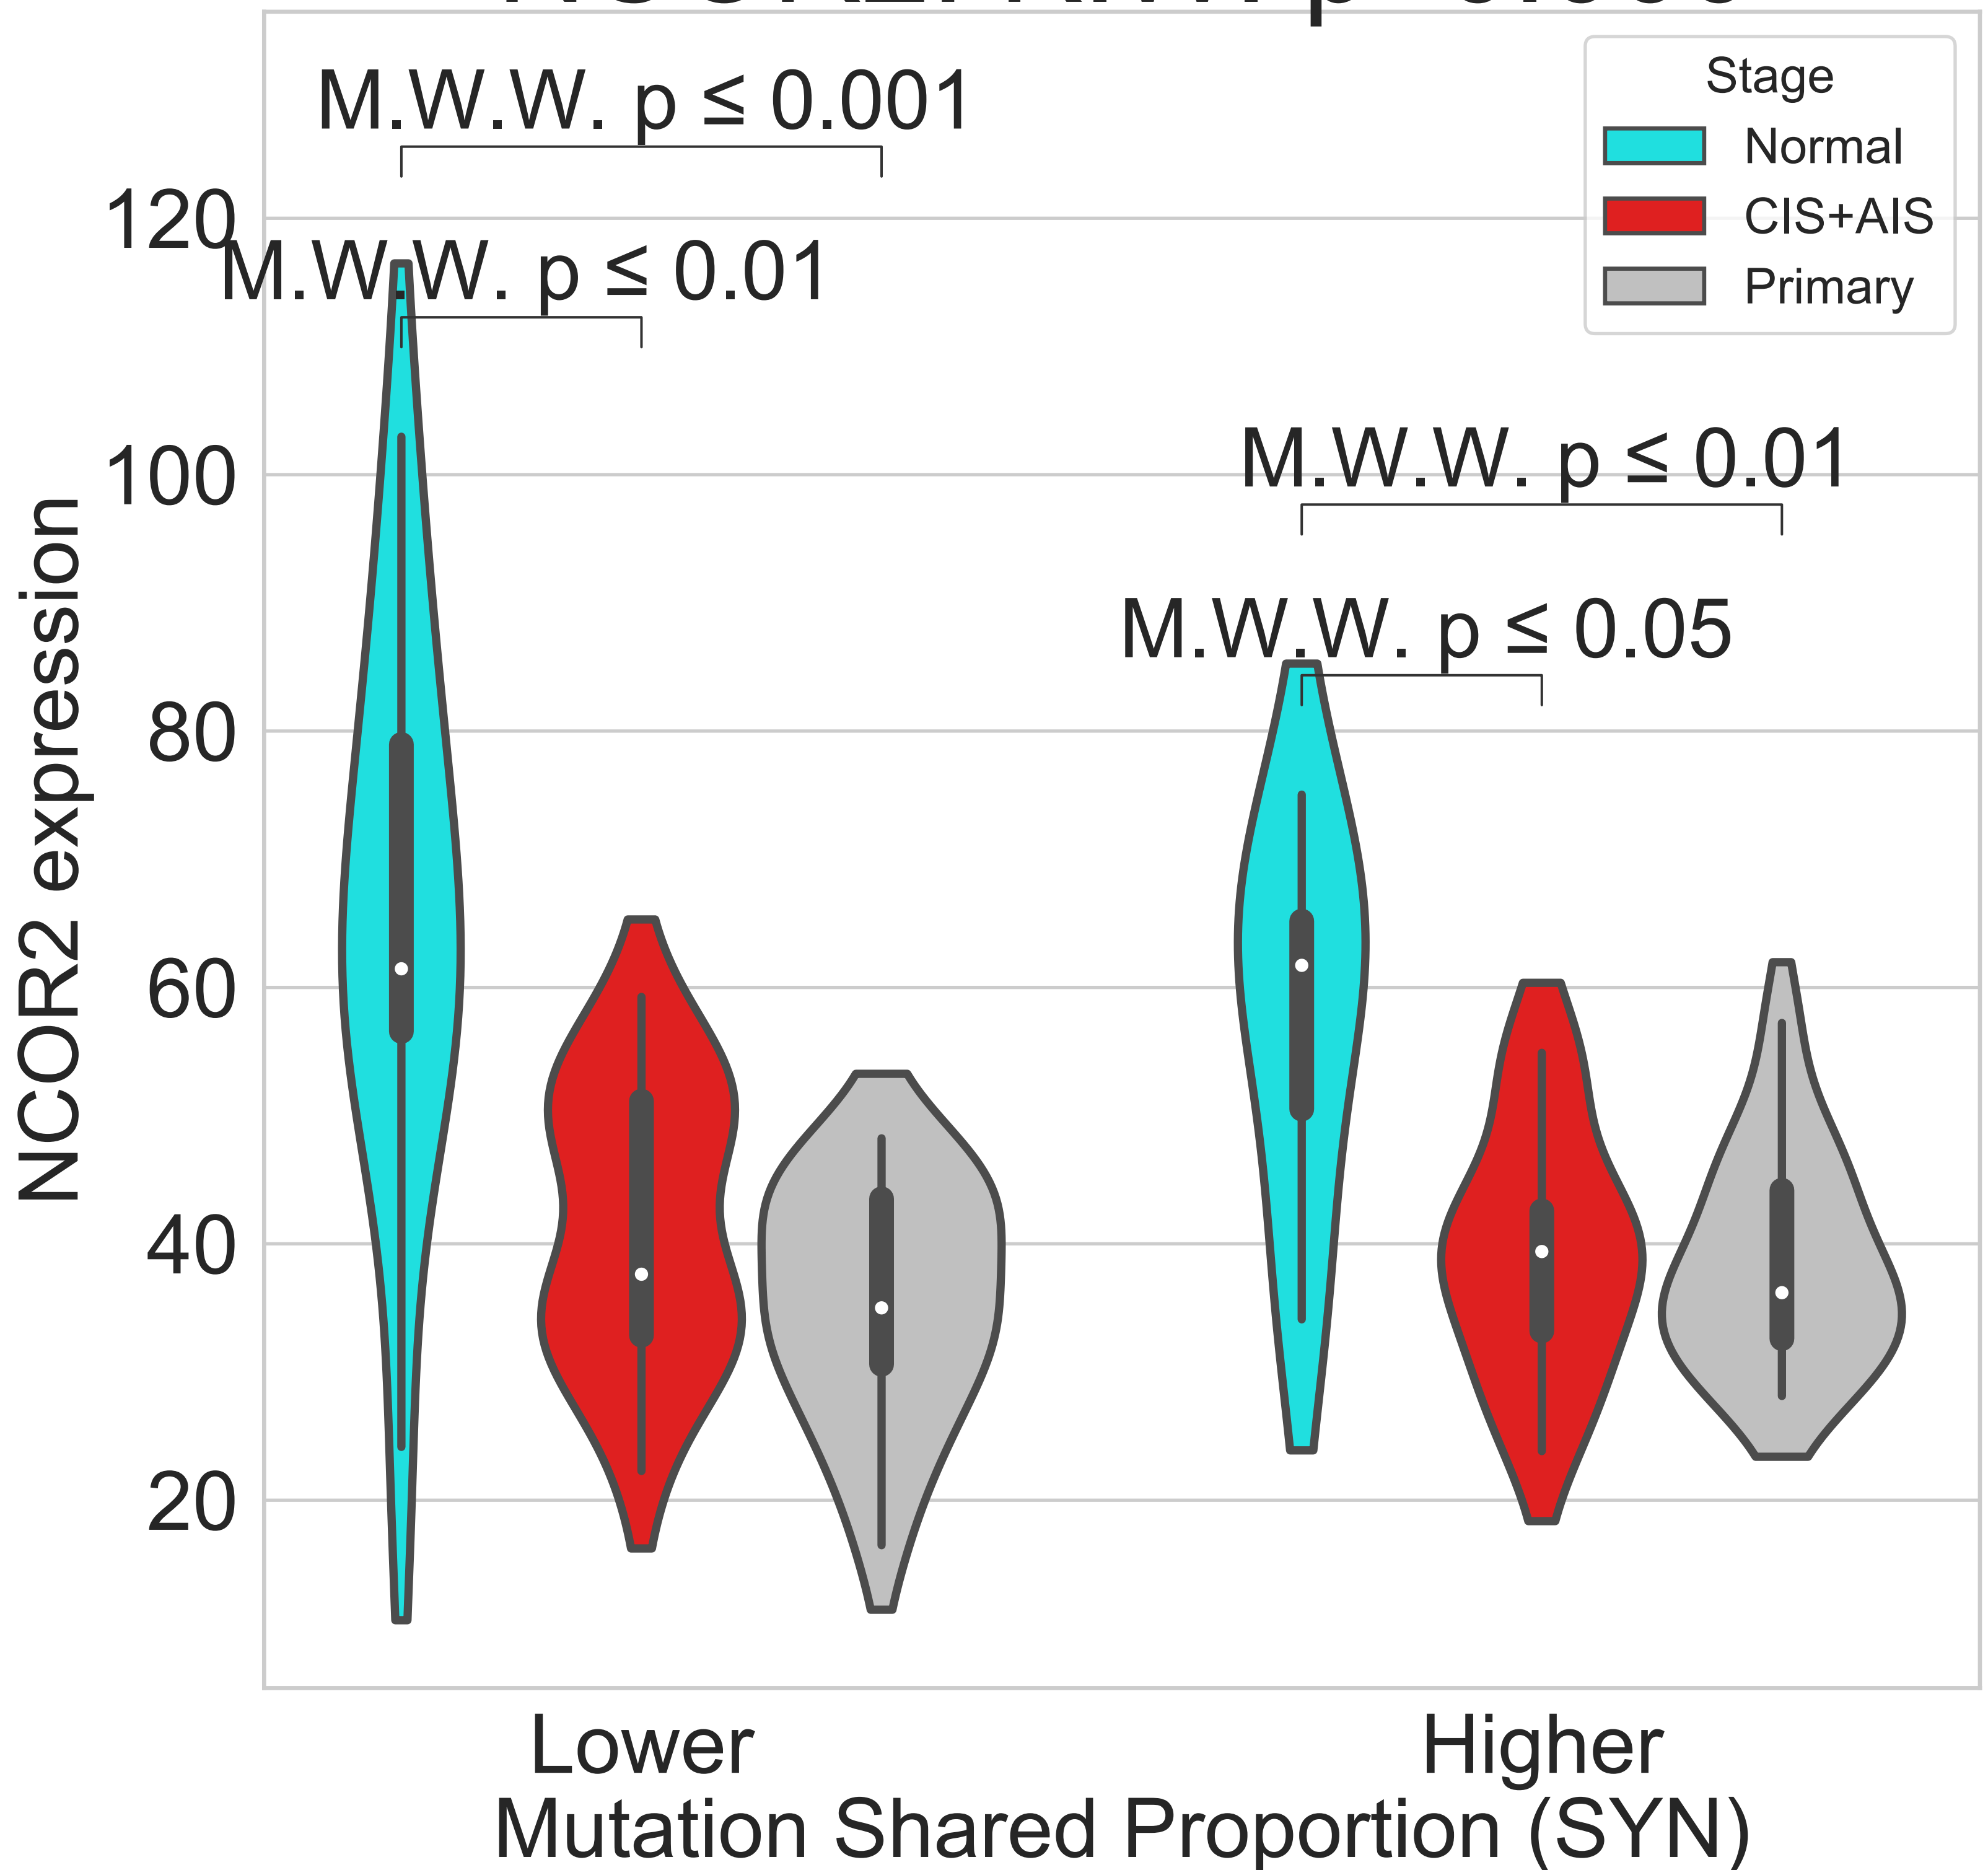 M.W.W. p ≤ 0.001
M.W.W. p ≤ 0.01
M.W.W. p ≤ 0.01
M.W.W. p ≤ 0.05
Stage
Normal
CIS+AIS
Primary
120
100
80
60
40
20
NCOR2 expression
Lower
Higher
Mutation Shared Proportion (SYN)